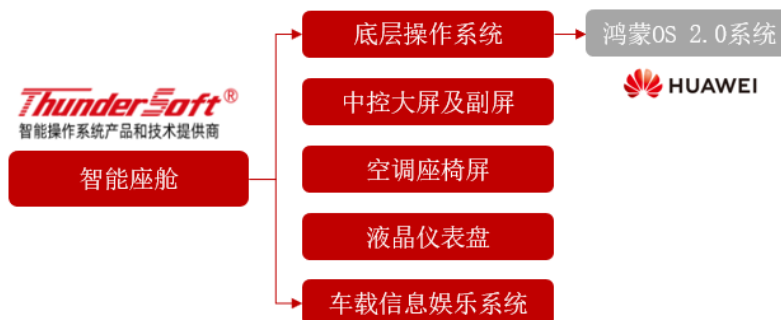 底层操作系统
鸿蒙OS 2.0系统
HUAWEI
ThunderSoft®
智能操作系统产品和技术提供商
智能座舱
中控大屏及副屏
空调座椅屏
液晶仪表盘
车载信息娱乐系统